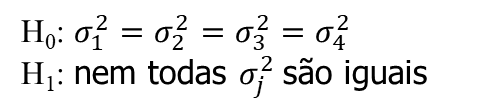 H₀: σ₁² = σ₂² = σ₃² = σ₄²
H₁: nem todas σⱼ² são iguais